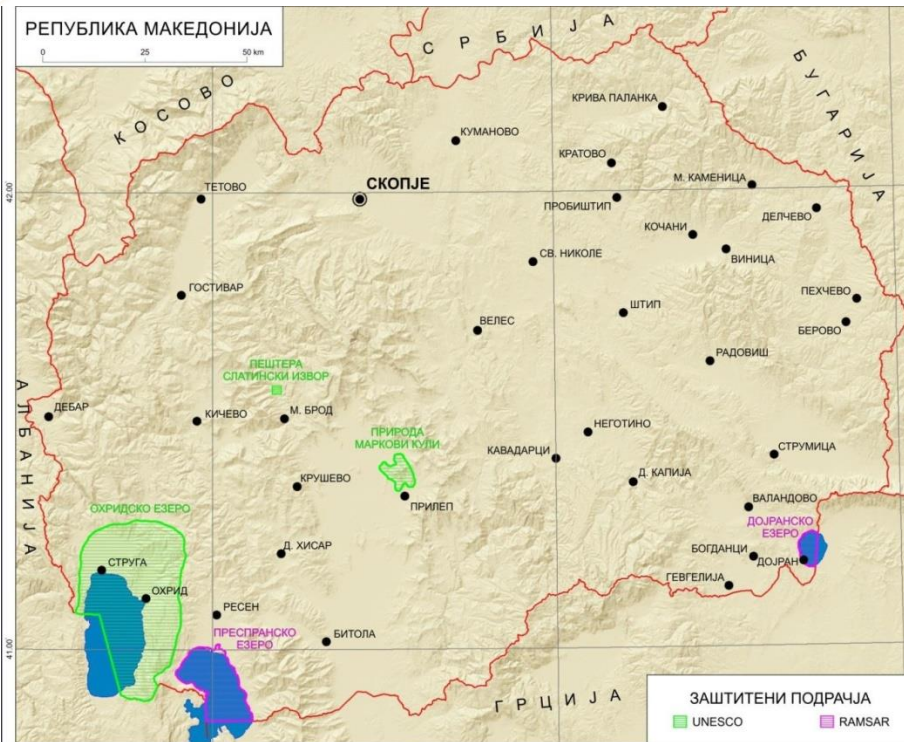 РЕПУБЛИКА МАКЕДОНИЈА
0 25 50 km
СРБИЈА
КОСОВО
БУГАРИЈА
КРИВА ПАЛАНКА
КУМАНОВО
КРАТОВО
М. КАМЕНИЦА
42.00
ТЕТОВО
СКОПЈЕ
ПРОБИШТИП
ДЕЛЧЕВО
КОЧАНИ
ВИНИЦА
СВ. НИКОЛЕ
ГОСТИВАР
ПЕХЧЕВО
ШТИП
БЕРОВО
ВЕЛЕС
РАДОВИШ
ПЕШТЕРА
СЛАТИНСКИ ИЗВОР
АЛБАНИЈА
ДЕБАР
КИЧЕВО
М. БРОД
НЕГОТИНО
ПРИРОДА
МАРКОВИ КУЛИ
КАВАДАРЦИ
СТРУМИЦА
КРУШЕВО
Д. КАПИЈА
ПРИЛЕП
ВАЛАНДОВО
ОХРИДСКО ЕЗЕРО
ДОЈРАНСКО
ЕЗЕРО
Д. ХИСАР
БОГДАНЦИ
ДОЈРАН
СТРУГА
ГЕВГЕЛИЈА
ОХРИД
РЕСЕН
ПРЕСПРАНСКО
ЕЗЕРО
БИТОЛА
41.00
ГРЦИЈА
ЗАШТИТЕНИ ПОДРАЧЈА
UNESCO RAMSAR